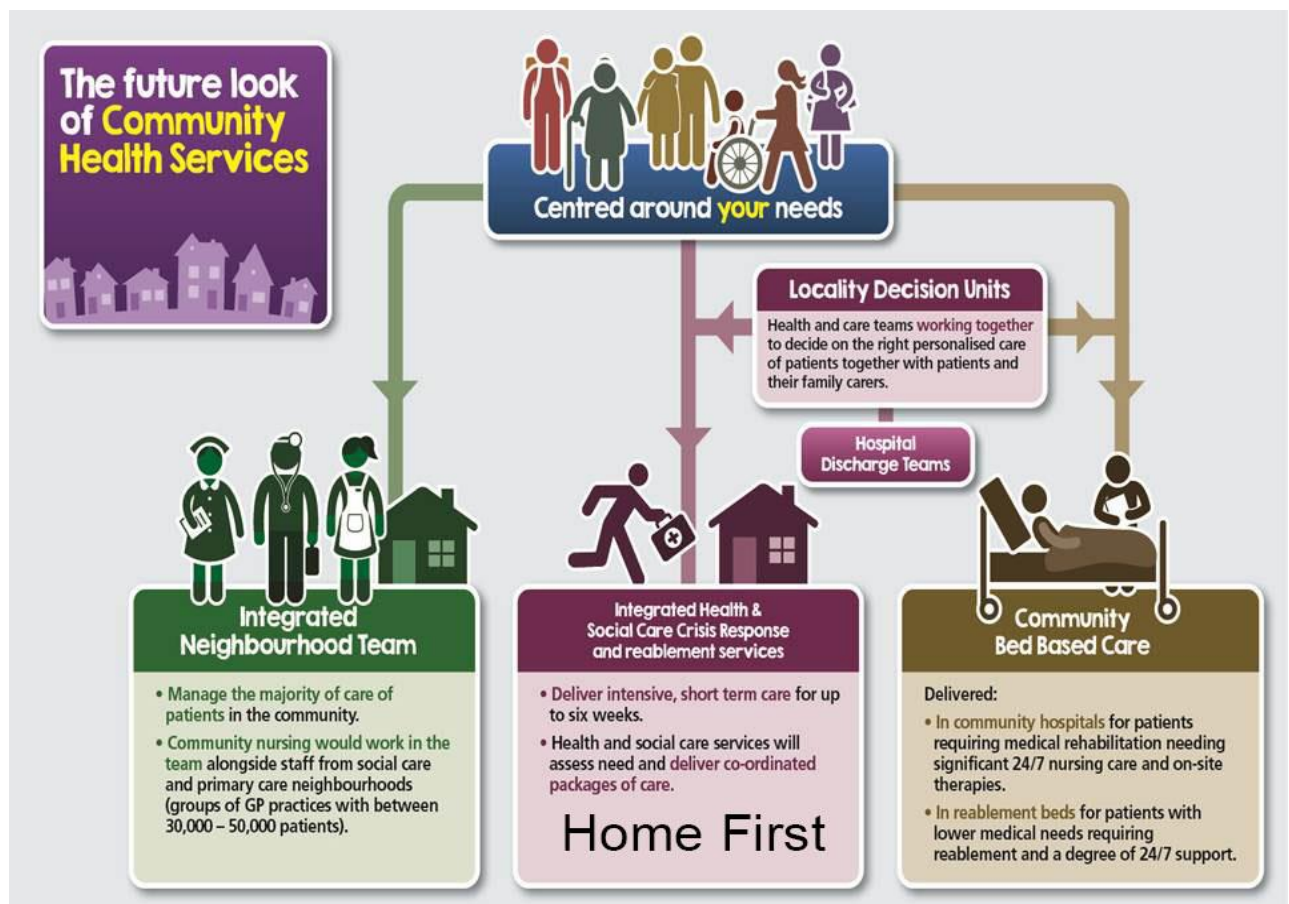 The future look
of Community
Health Services
Centred around your needs
Locality Decision Units
Health and care teams working together
to decide on the right personalised care
of patients together with patients and
their family carers.
Hospital
Discharge Teams
Integrated
Neighbourhood Team
• Manage the majority of care of
patients in the community.
• Community nursing would work in the
team alongside staff from social care
and primary care neighbourhoods
(groups of GP practices with between
30,000 – 50,000 patients).
Integrated Health &
Social Care Crisis Response
and reablement services
• Deliver intensive, short term care for up
to six weeks.
• Health and social care services will
assess need and deliver co-ordinated
packages of care.
Home First
Community
Bed Based Care
Delivered:
• In community hospitals for patients
requiring medical rehabilitation needing
significant 24/7 nursing care and on-site
therapies.
• In reablement beds for patients with
lower medical needs requiring
reablement and a degree of 24/7 support.